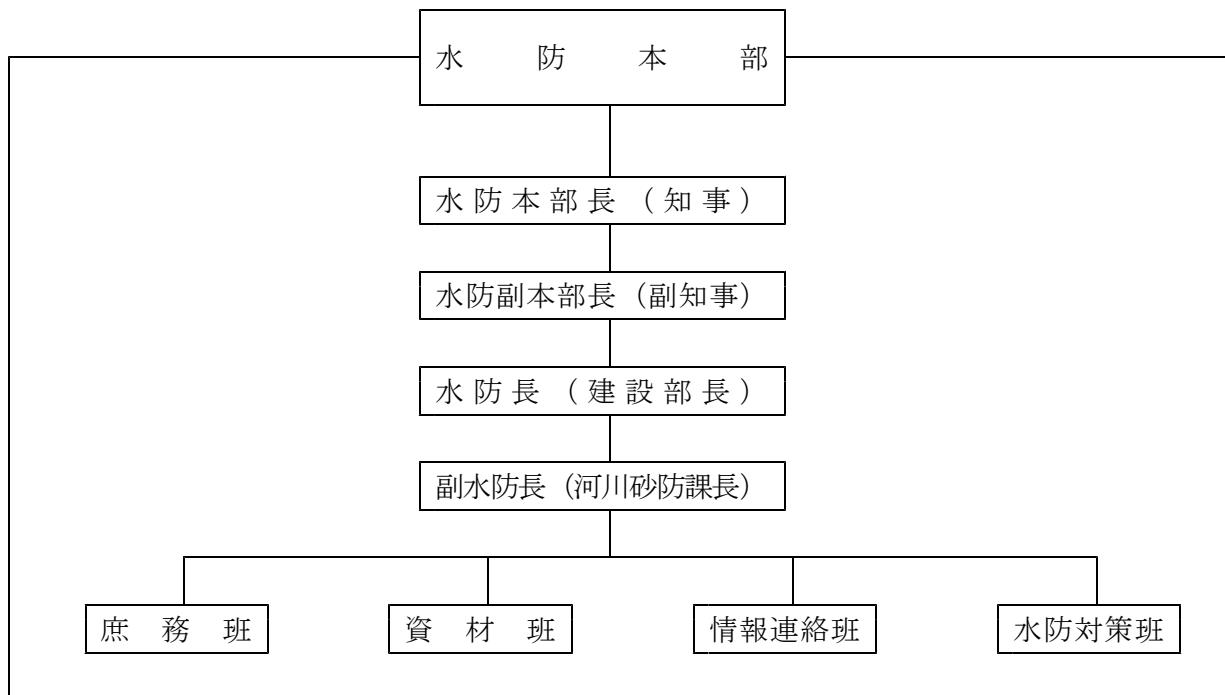 水防本部
水防本部長（知事）
水防副本部長（副知事）
水防長（建設部長）
副水防長（河川砂防課長）
庶務班
資材班
情報連絡班
水防対策班